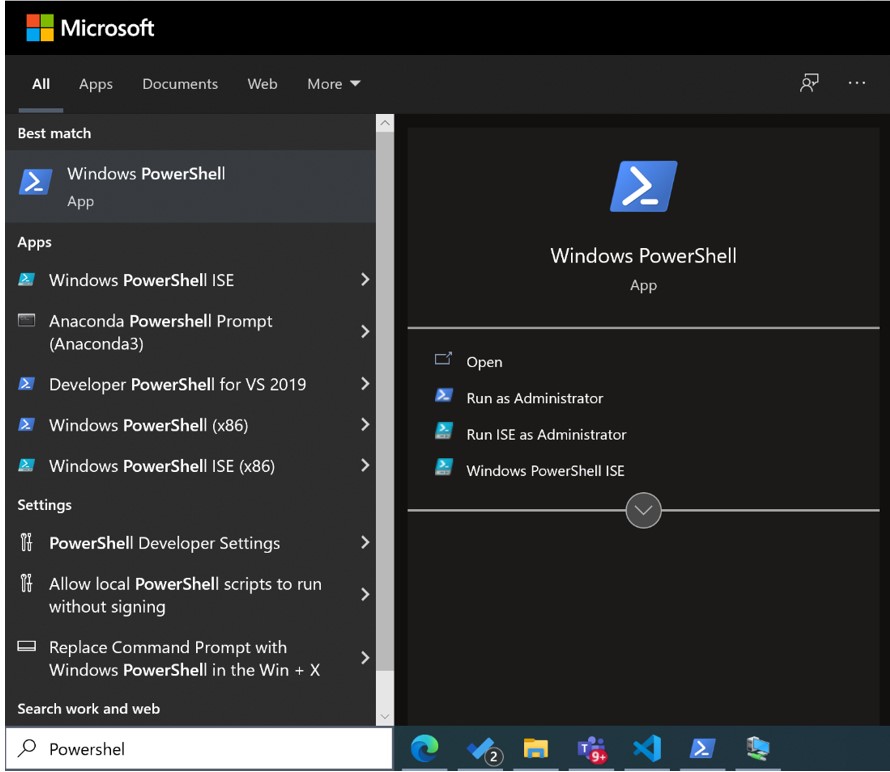 Microsoft
All Apps Documents Web More
Best match
Windows PowerShell
App
Apps
Windows PowerShell ISE
Anaconda Powershell Prompt
(Anaconda3)
Developer PowerShell for VS 2019
Windows PowerShell (x86)
Windows PowerShell ISE (x86)
Settings
PowerShell Developer Settings
Allow local PowerShell scripts to run
without signing
Replace Command Prompt with
Windows PowerShell in the Win + X
Search work and web
Powershel
Windows PowerShell
App
Open
Run as Administrator
Run ISE as Administrator
Windows PowerShell ISE
2
T
9+